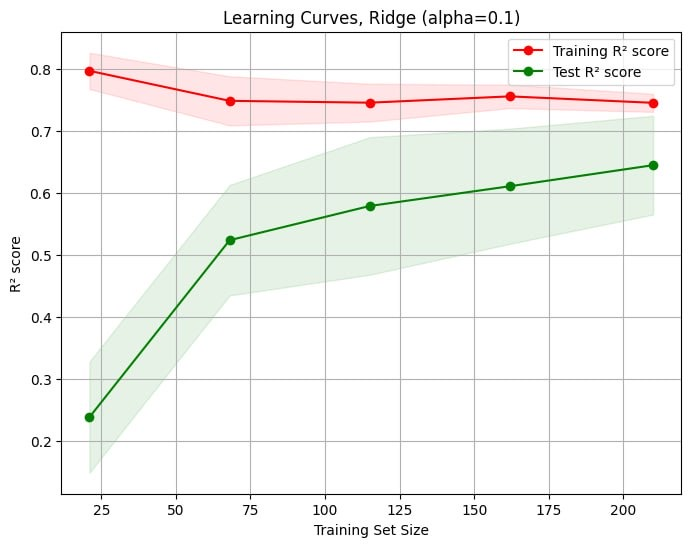 Learning Curves, Ridge (alpha=0.1)
Training R² score
Test R² score
R² score
0.8
0.7
0.6
0.5
0.4
0.3
0.2
25 50 75 100 125 150 175 200
Training Set Size